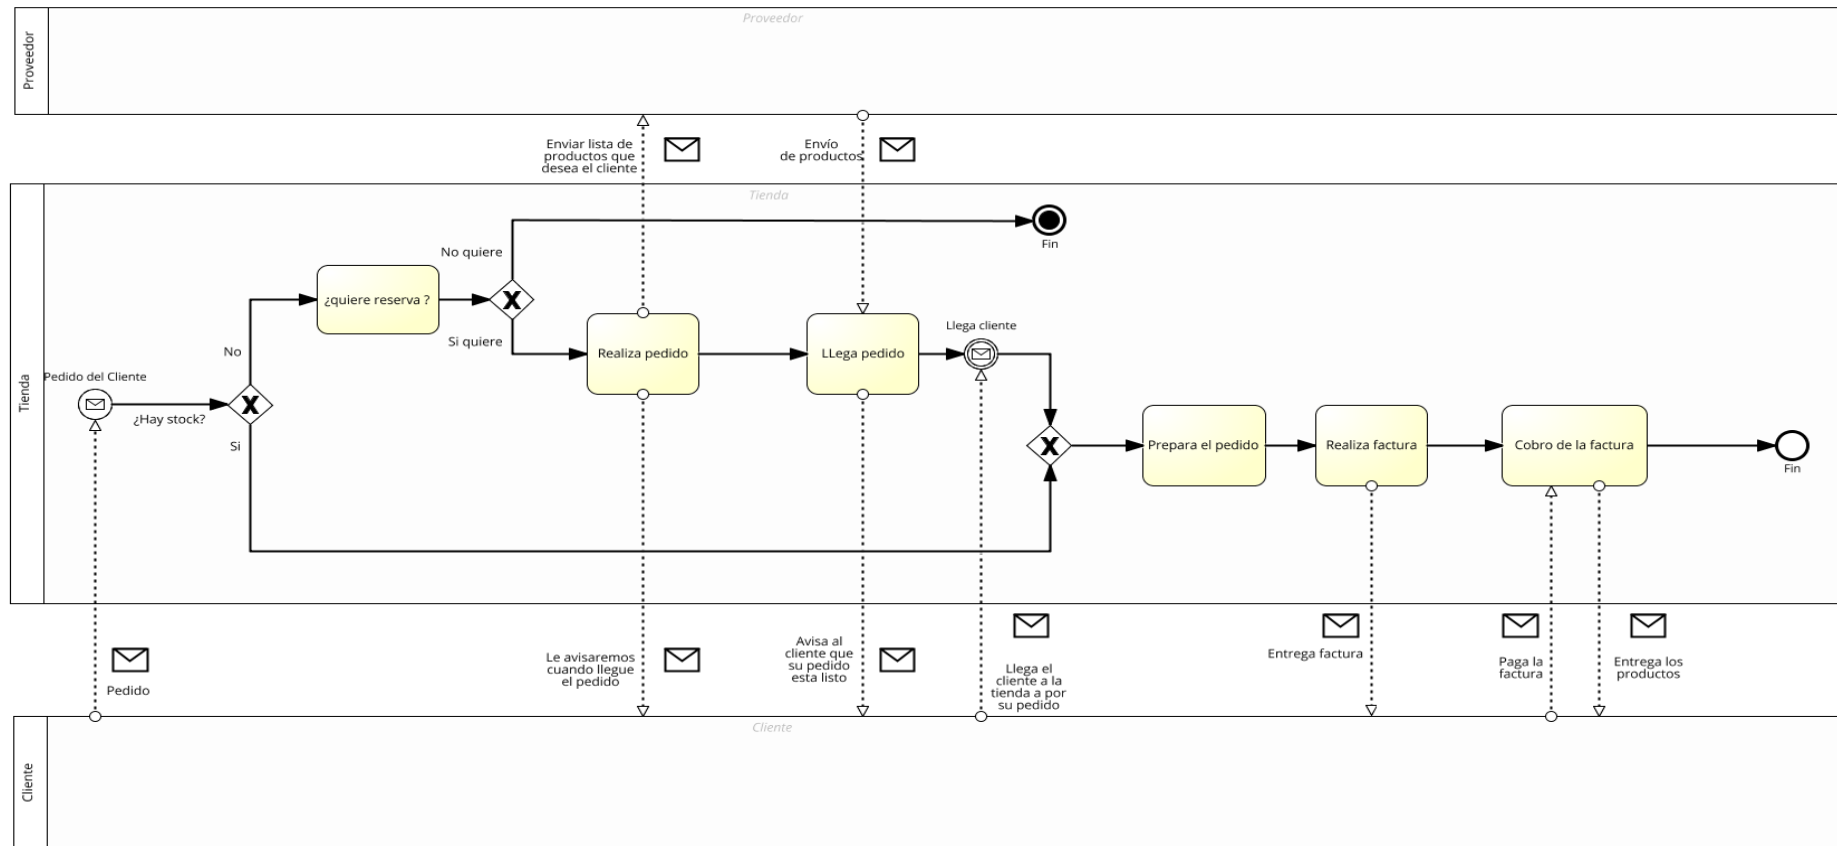 Proveedor
Proveedor
Enviar lista de
productos que
desea el cliente
Envío
de productos
Tienda
Tienda
No quiere
Fin
¿quiere reserva ?
Si quiere
Realiza pedido
LLega pedido
Llega cliente
No
Pedido del Cliente
¿Hay stock?
Si
Prepara el pedido
Realiza factura
Cobro de la factura
Fin
Pedido
Le avisaremos
cuando llegue
el pedido
Avisa al
cliente que
su pedido
esta listo
Llega el
cliente a la
tienda a por
su pedido
Entrega factura
Paga la
factura
Entrega los
productos
Cliente
Cliente